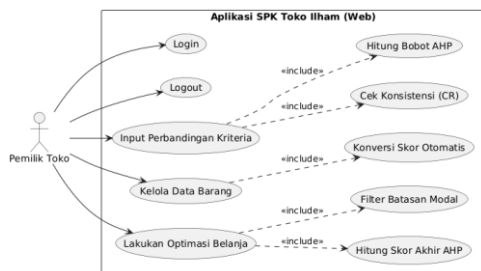 Aplikasi SPK Toko Ilham (Web)
Login
Hitung Bobot AHP
«include»
Logout
Cek Konsistensi (CR)
«include»
Pemilik Toko
Input Perbandingan Kriteria
Konversi Skor Otomatis
«include»
Kelola Data Barang
Filter Batasan Modal
«include»
Lakukan Optimasi Belanja
«include»
Hitung Skor Akhir AHP